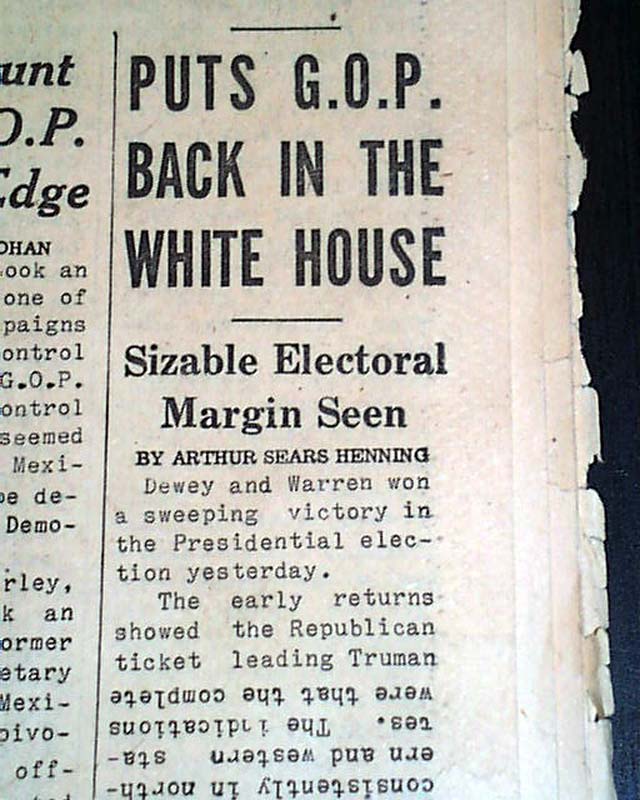 unt
O.P.
Edge
OHAN
ook an
one of
paigns
ontrol
G.O.P.
ontrol
seemed
Mexi-
be de-
Demo-
rley,
k an
ormer
etary
Mexi-
pivo-
off-
PUTS G.O.P.
BACK IN THE
WHITE HOUSE
Sizable Electoral
Margin Seen
BY ARTHUR SEARS HENNING
Dewey and Warren won
a sweeping victory in
the Presidential elec-
tion yesterday.
The early returns
showed the Republican
ticket leading Truman
consistently in north-
ern and western sta-
tes. The indications
were that the complete